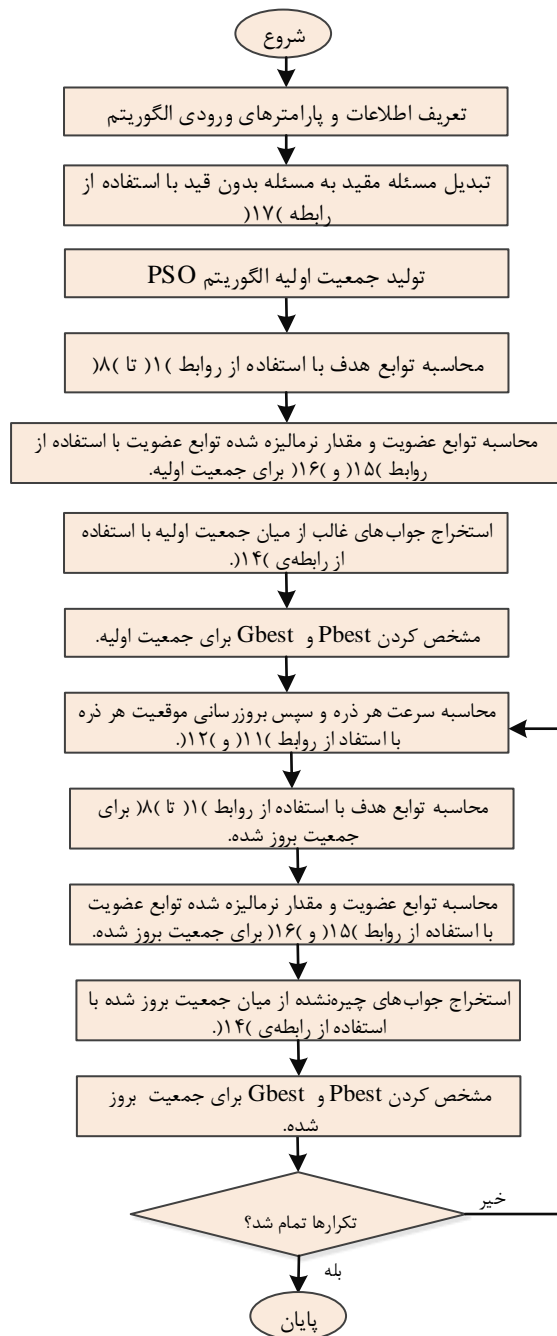 شروع
تعریف اطلاعات و پارامترهای ورودی الگوریتم
تبدیل مسئله مقید به مسئله بدون قید با استفاده از
رابطه )۱۷(
تولید جمعیت اولیه الگوریتم PSO
محاسبه توابع هدف با استفاده از روابط )۱( تا )۸(
محاسبه توابع عضویت و مقدار نرمالیزه شده توابع عضویت با استفاده از
روابط )۱۵( و )۱۶( برای جمعیت اولیه.
استخراج جواب‌های غالب از میان جمعیت اولیه با استفاده
از رابطه‌ی )۱۴(.
مشخص کردن Pbest و Gbest برای جمعیت اولیه.
محاسبه سرعت هر ذره و سپس بروزرسانی موقعیت هر ذره
با استفاد از روابط )۱۱( و )۱۲(.
محاسبه توابع هدف با استفاده از روابط )۱( تا )۸( برای
جمعیت بروز شده.
محاسبه توابع عضویت و مقدار نرمالیزه شده توابع عضویت
با استفاده از روابط )۱۵( و )۱۶( برای جمعیت بروز شده.
استخراج جواب‌های چیره‌نشده از میان جمعیت بروز شده با
استفاده از رابطه‌ی )۱۴(.
مشخص کردن Pbest و Gbest برای جمعیت بروز
شده.
تکرارها تمام شد؟
خیر
بله
پایان